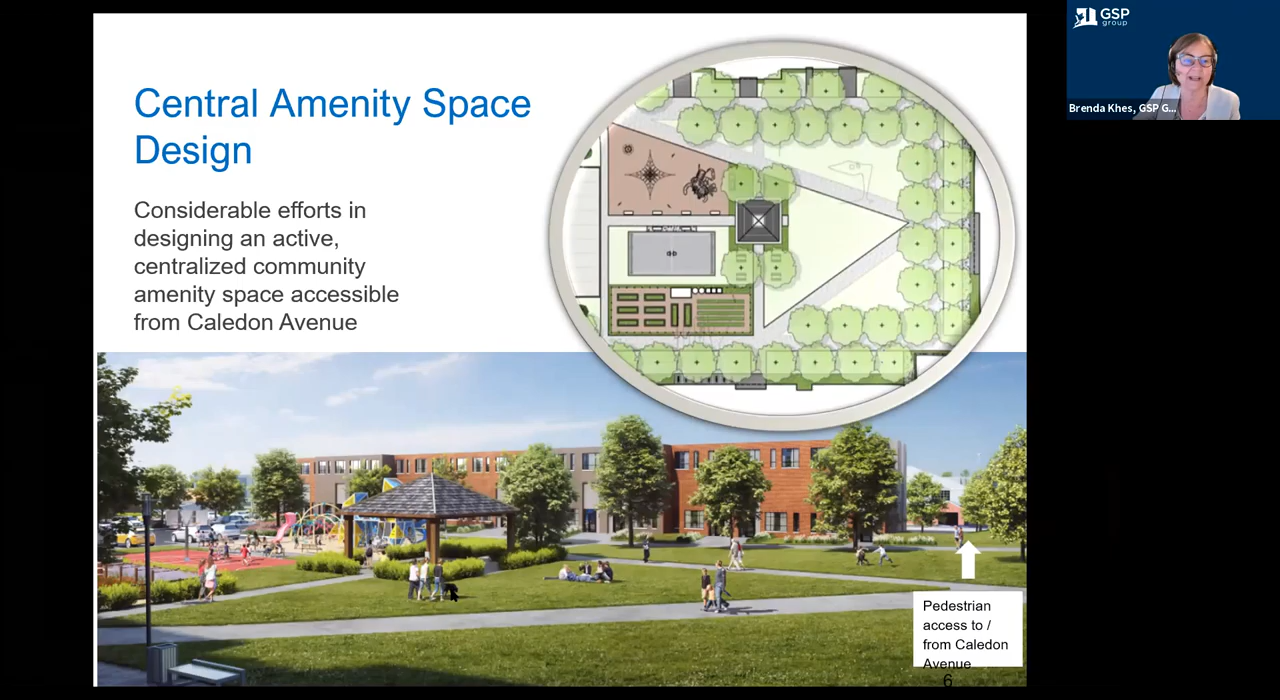 Central Amenity Space
Design
Considerable efforts in
designing an active,
centralized community
amenity space accessible
from Caledon Avenue
Pedestrian
access to /
from Caledon
Avenue
6
GSP
group
Brenda Khes, GSP G...